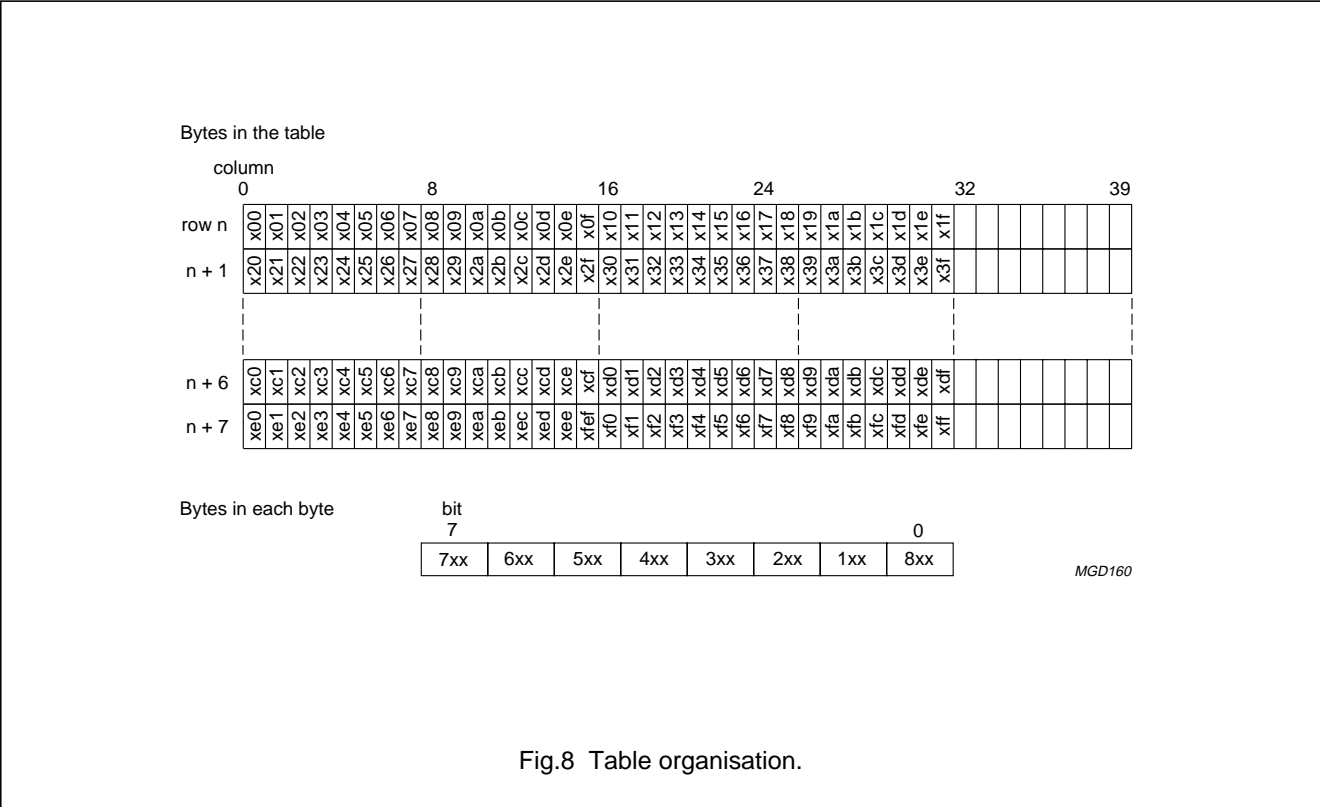 Bytes in the table
column
0 8 16 24 32 39
row n x00 x01 x02 x03 x04 x05 x06 x07 x08 x09 x0a x0b x0c x0d x0e x0f x10 x11 x12 x13 x14 x15 x16 x17 x18 x19 x1a x1b x1c x1d x1e x1f
n + 1 x20 x21 x22 x23 x24 x25 x26 x27 x28 x29 x2a x2b x2c x2d x2e x2f x30 x31 x32 x33 x34 x35 x36 x37 x38 x39 x3a x3b x3c x3d x3e x3f
n + 6 xc0 xc1 xc2 xc3 xc4 xc5 xc6 xc7 xc8 xc9 xca xcb xcc xcd xce xcf xd0 xd1 xd2 xd3 xd4 xd5 xd6 xd7 xd8 xd9 xda xdb xdc xdd xde xdf
n + 7 xe0 xe1 xe2 xe3 xe4 xe5 xe6 xe7 xe8 xe9 xea xeb xec xed xee xfef xf0 xf1 xf2 xf3 xf4 xf5 xf6 xf7 xf8 xf9 xfa xfb xfc xfd xfe xff
Bytes in each byte bit
7 0
7xx 6xx 5xx 4xx 3xx 2xx 1xx 8xx
MGD160
Fig.8 Table organisation.